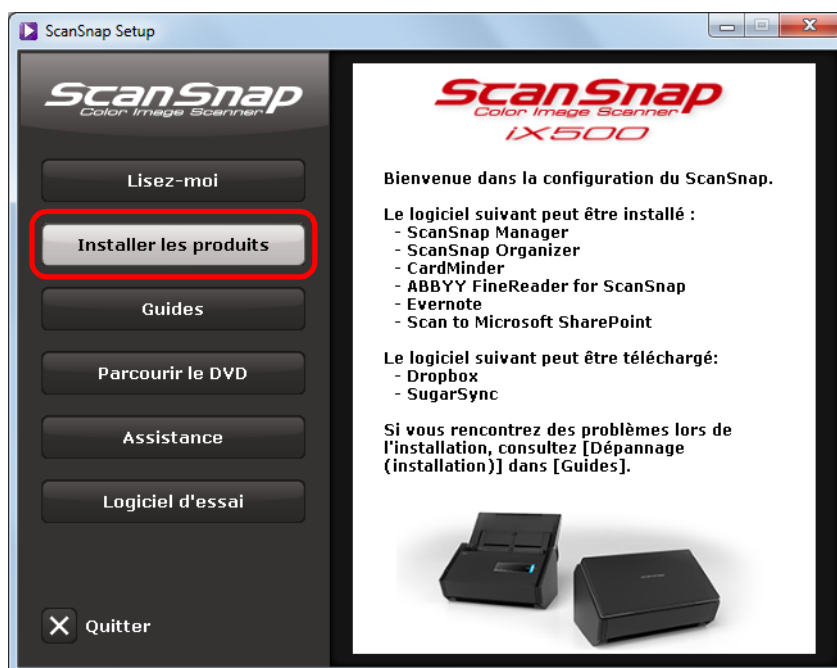 ScanSnap Setup
ScanSnap
Color Image Scanner
Lisez-moi
Installer les produits
Guides
Parcourir le DVD
Assistance
Logiciel d'essai
Quitter
ScanSnap
Color Image Scanner
iX500
Bienvenue dans la configuration du ScanSnap.
Le logiciel suivant peut être installé :
- ScanSnap Manager
- ScanSnap Organizer
- CardMinder
- ABBYY FineReader for ScanSnap
- Evernote
- Scan to Microsoft SharePoint
Le logiciel suivant peut être téléchargé:
- Dropbox
- SugarSync
Si vous rencontrez des problèmes lors de
l'installation, consultez [Dépannage
(installation)] dans [Guides].